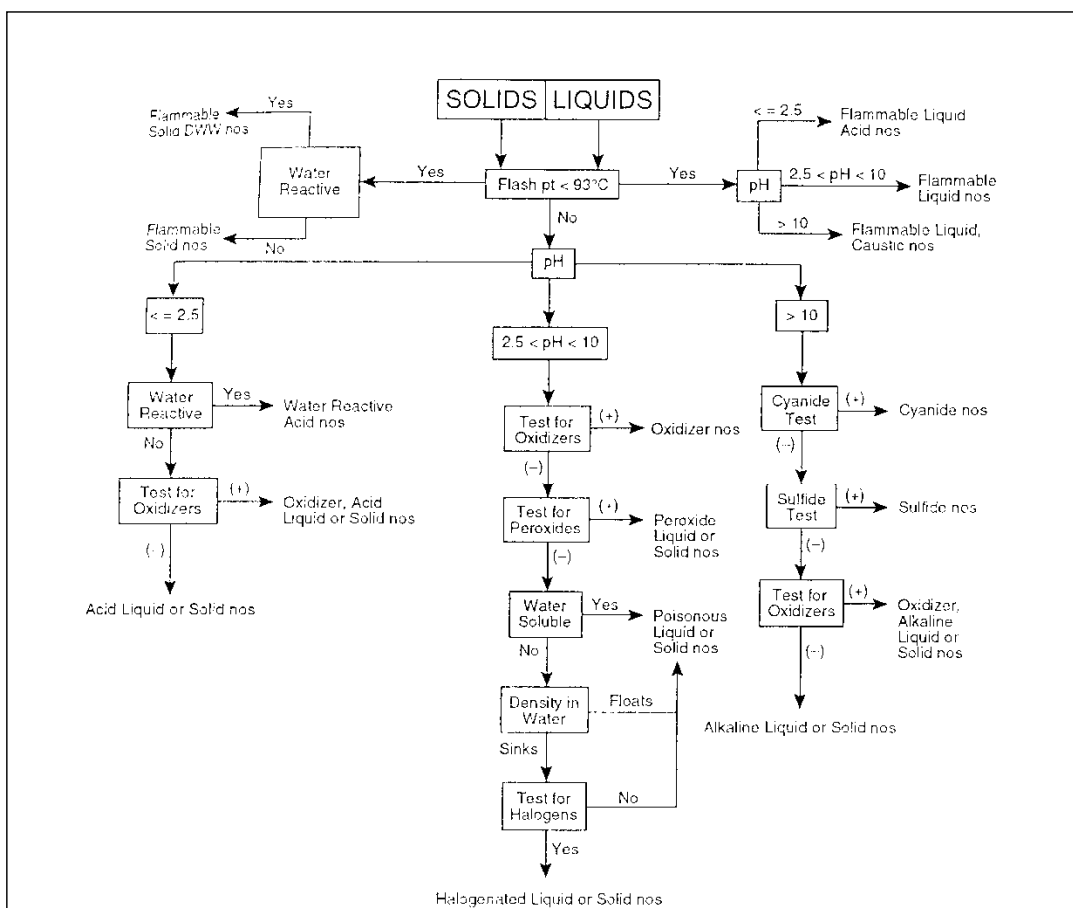 SOLIDS LIQUIDS
Yes
Flammable
Solid DWW nos
Water
Reactive
Yes
Flash pt < 93°C
Yes
pH
<= 2.5
Flammable Liquid
Acid nos
2.5 < pH < 10
Flammable
Liquid nos
> 10
Flammable Liquid,
Caustic nos
Flammable
Solid nos
No
No
pH
< = 2.5
2.5 < pH < 10
> 10
Water
Reactive
Yes
Water Reactive
Acid nos
No
Test for
Oxidizers
(+)
Oxidizer, Acid
Liquid or Solid nos
(-)
Acid Liquid or Solid nos
Test for
Oxidizers
(+)
Oxidizer nos
(-)
Test for
Peroxides
(+)
Peroxide
Liquid or
Solid nos
(-)
Water
Soluble
Yes
Poisonous
Liquid or
Solid nos
No
Density in
Water
Floats
Sinks
Test for
Halogens
No
Yes
Halogenated Liquid or Solid nos
Cyanide
Test
(+)
Cyanide nos
(-)
Sulfide
Test
(+)
Sulfide nos
(-)
Test for
Oxidizers
(+)
Oxidizer,
Alkaline
Liquid or
Solid nos
(-)
Alkaline Liquid or Solid nos